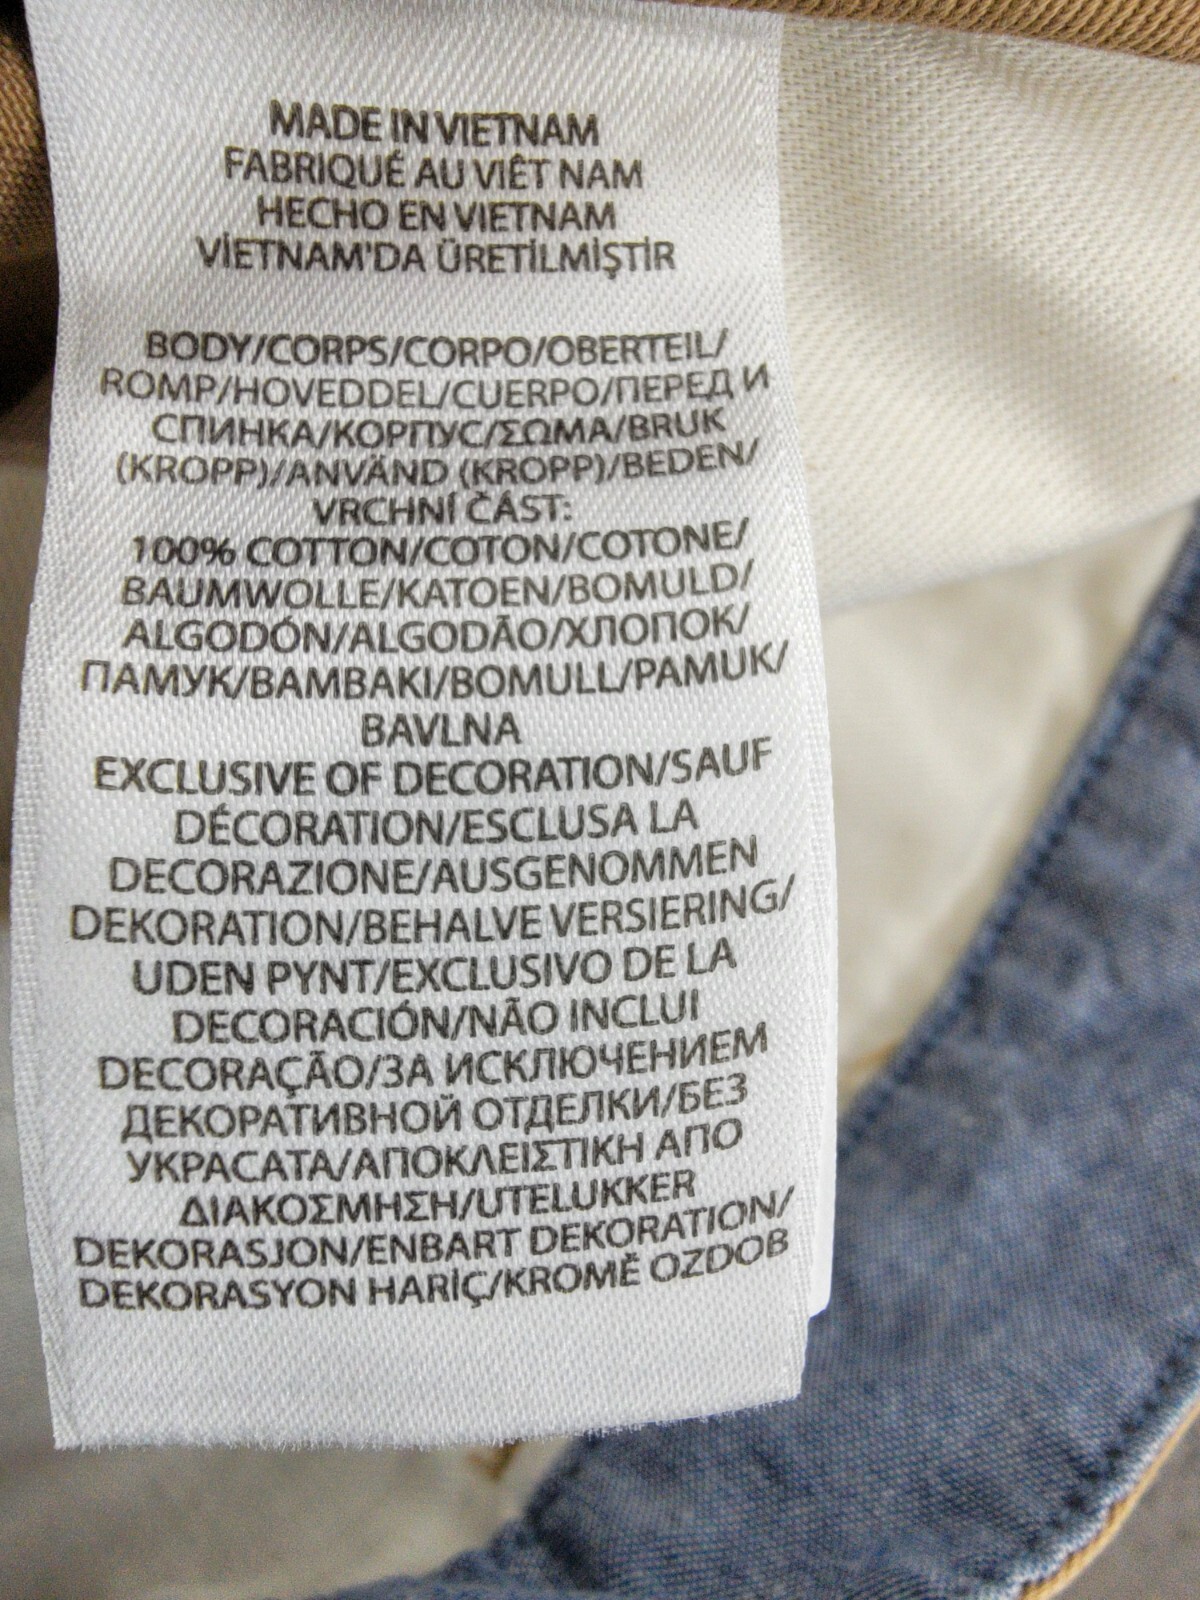 MADE IN VIETNAM
FABRIQUÉ AU VIÊT NAM
HECHO EN VIETNAM
VİETNAM'DA ÜRETİLMİŞTİR
BODY/CORPS/CORPO/OBERTEIL/
ROMP/HOVEDDEL/CUERPO/ПЕРЕД И
СПИНКА/КОРПУС/ΣΩΜΑ/BRUK
(KROPP)/ANVÄND (KROPP)/BEDEN/
VRCHNÍ ČÁST:
100% COTTON/COTON/COTONE/
BAUMWOLLE/KATOEN/BOMULD/
ALGODÓN/ALGODÃO/ХЛОПОК/
ПАМУК/BAMBAKI/BOMULL/PAMUK/
BAVLNA
EXCLUSIVE OF DECORATION/SAUF
DÉCORATION/ESCLUSA LA
DECORAZIONE/AUSGENOMMEN
DEKORATION/BEHALVE VERSIERING/
UDEN PYNT/EXCLUSIVO DE LA
DECORACIÓN/NÃO INCLUI
DECORAÇÃO/ЗА ИСКЛЮЧЕНИЕМ
ДЕКОРАТИВНОЙ ОТДЕЛКИ/БЕЗ
УКРАСАТА/ΑΠΟΚΛΕΙΣΤΙΚΗ ΑΠΟ
ΔΙΑΚΟΣΜΗΣΗ/UTELUKKER
DEKORASJON/ENBART DEKORATION/
DEKORASYON HARİÇ/KROMĚ OZDOB